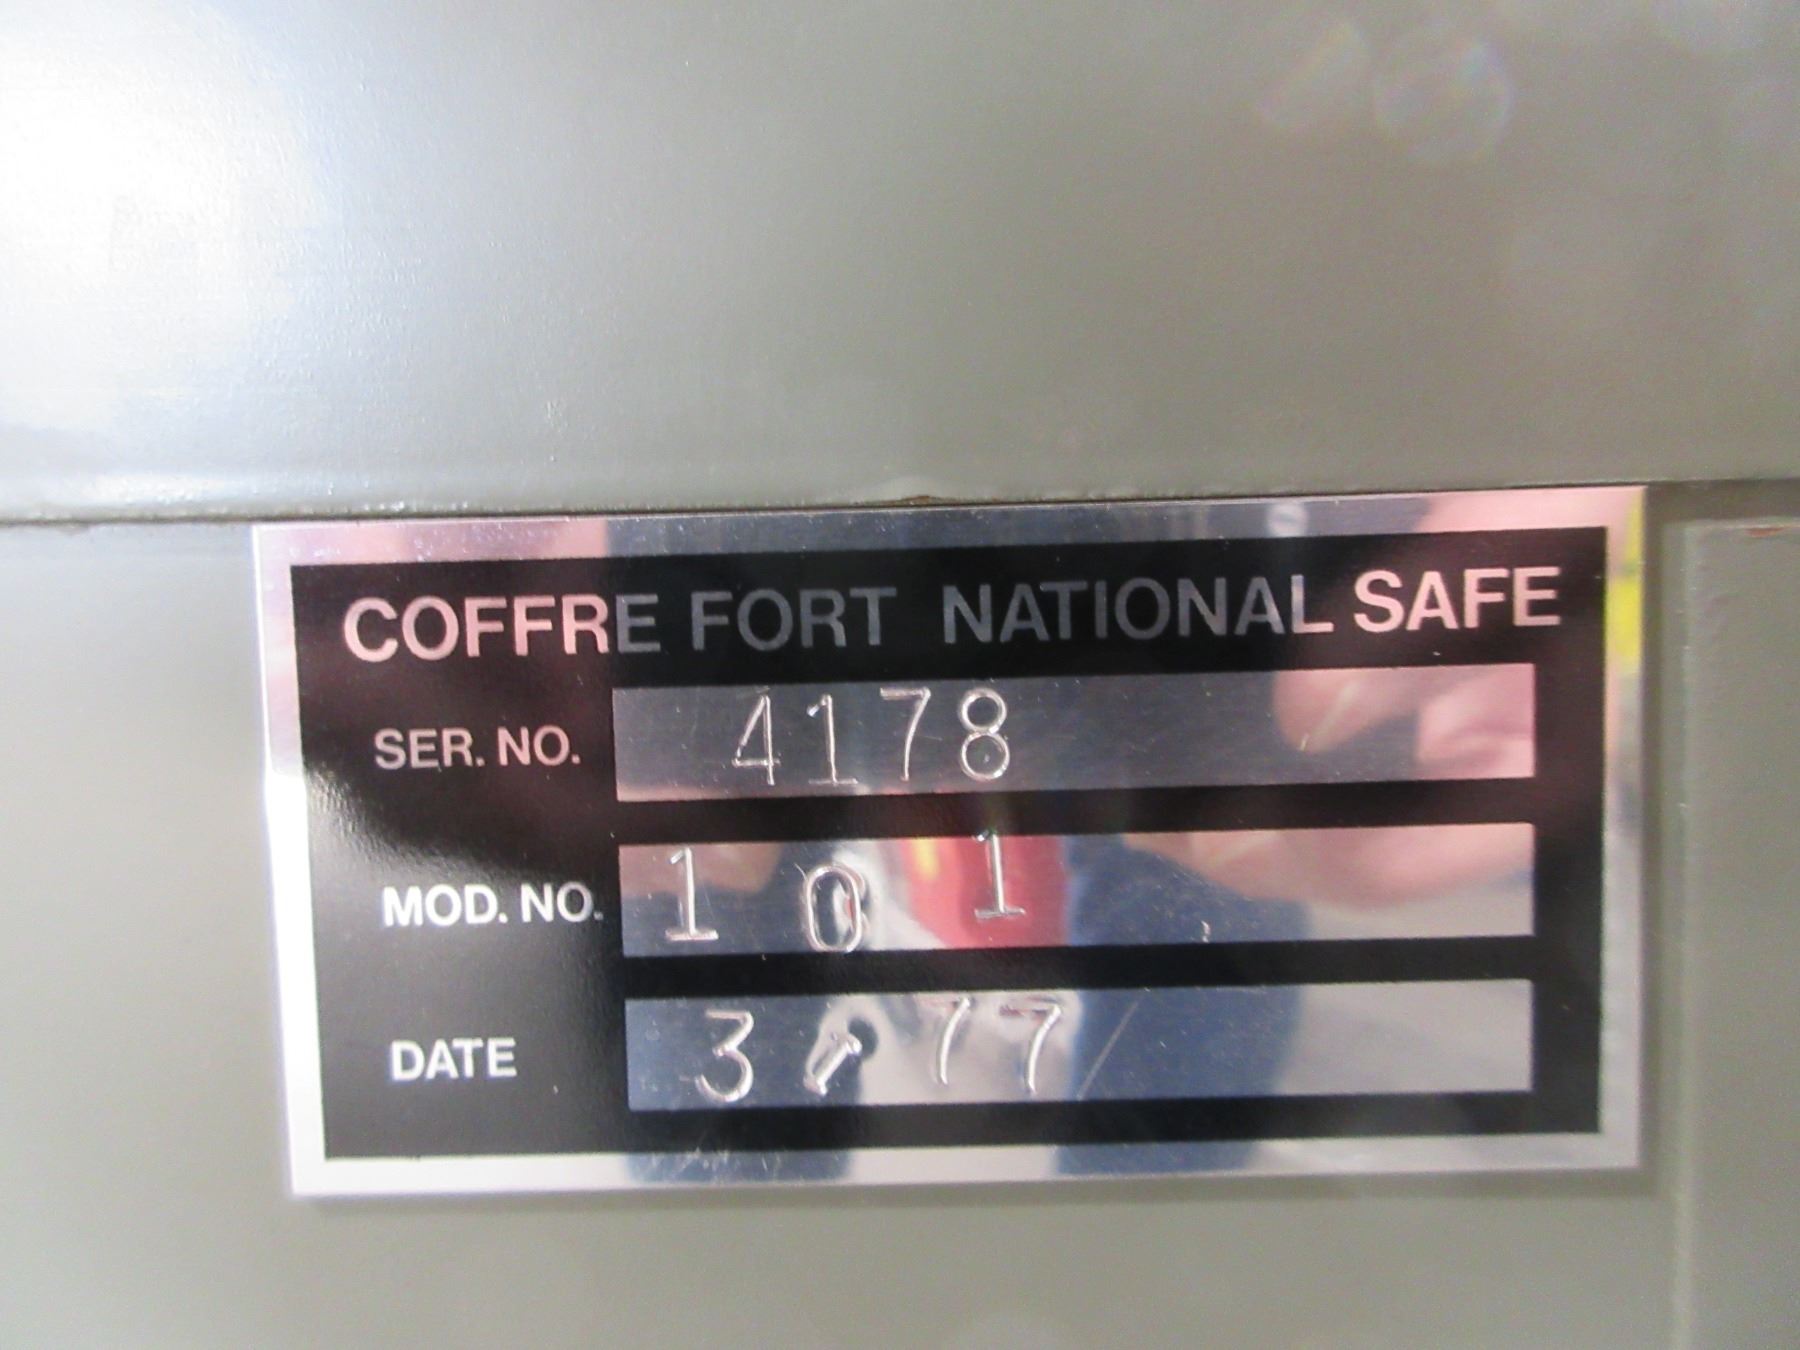 COFFRE FORT NATIONAL SAFE
SER. NO. 4178
MOD. NO. 101
DATE 3 / 77